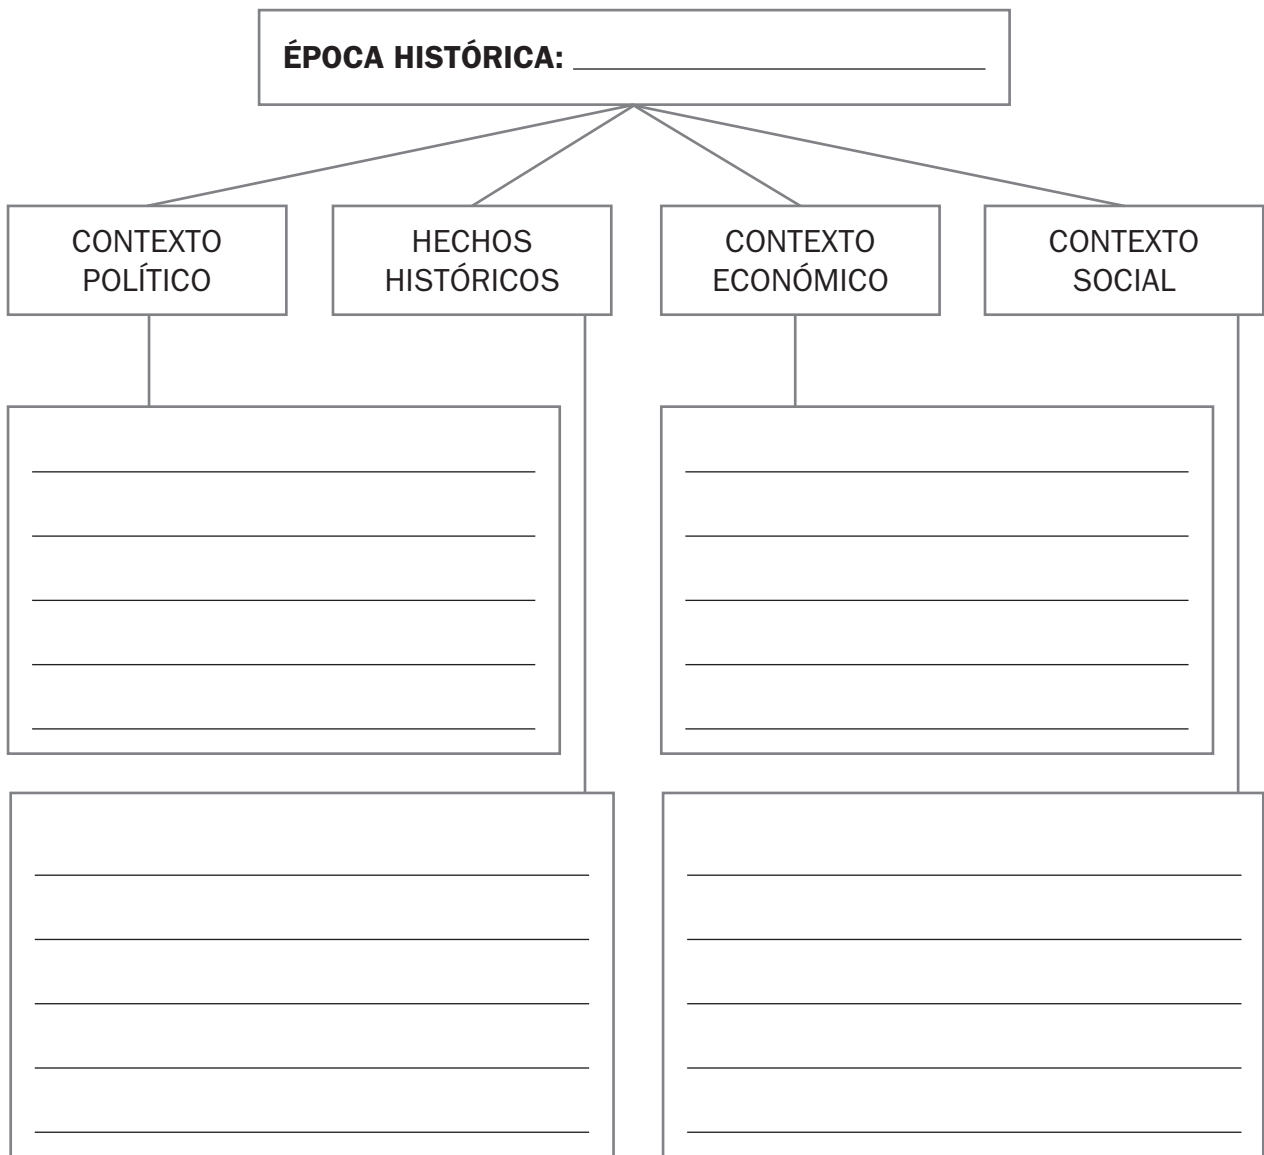 ÉPOCA HISTÓRICA:
CONTEXTO
POLÍTICO
HECHOS
HISTÓRICOS
CONTEXTO
ECONÓMICO
CONTEXTO
SOCIAL